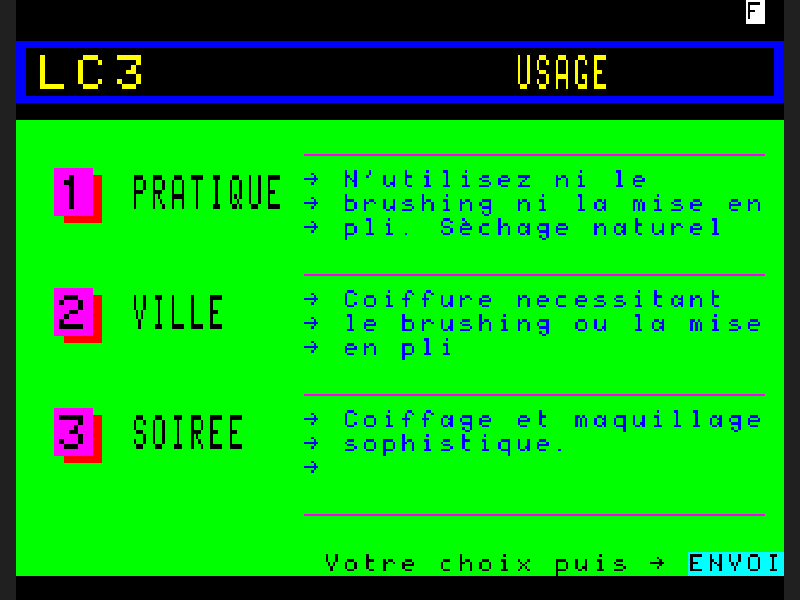 F
LC3 USAGE
1 PRATIQUE → N'utilisez ni le
→ brushing ni la mise en
→ pli. Sèchage naturel
2 VILLE → Coiffure necessitant
→ le brushing ou la mise
→ en pli
3 SOIREE → Coiffage et maquillage
→ sophistique.
→
Votre choix puis → ENVOI